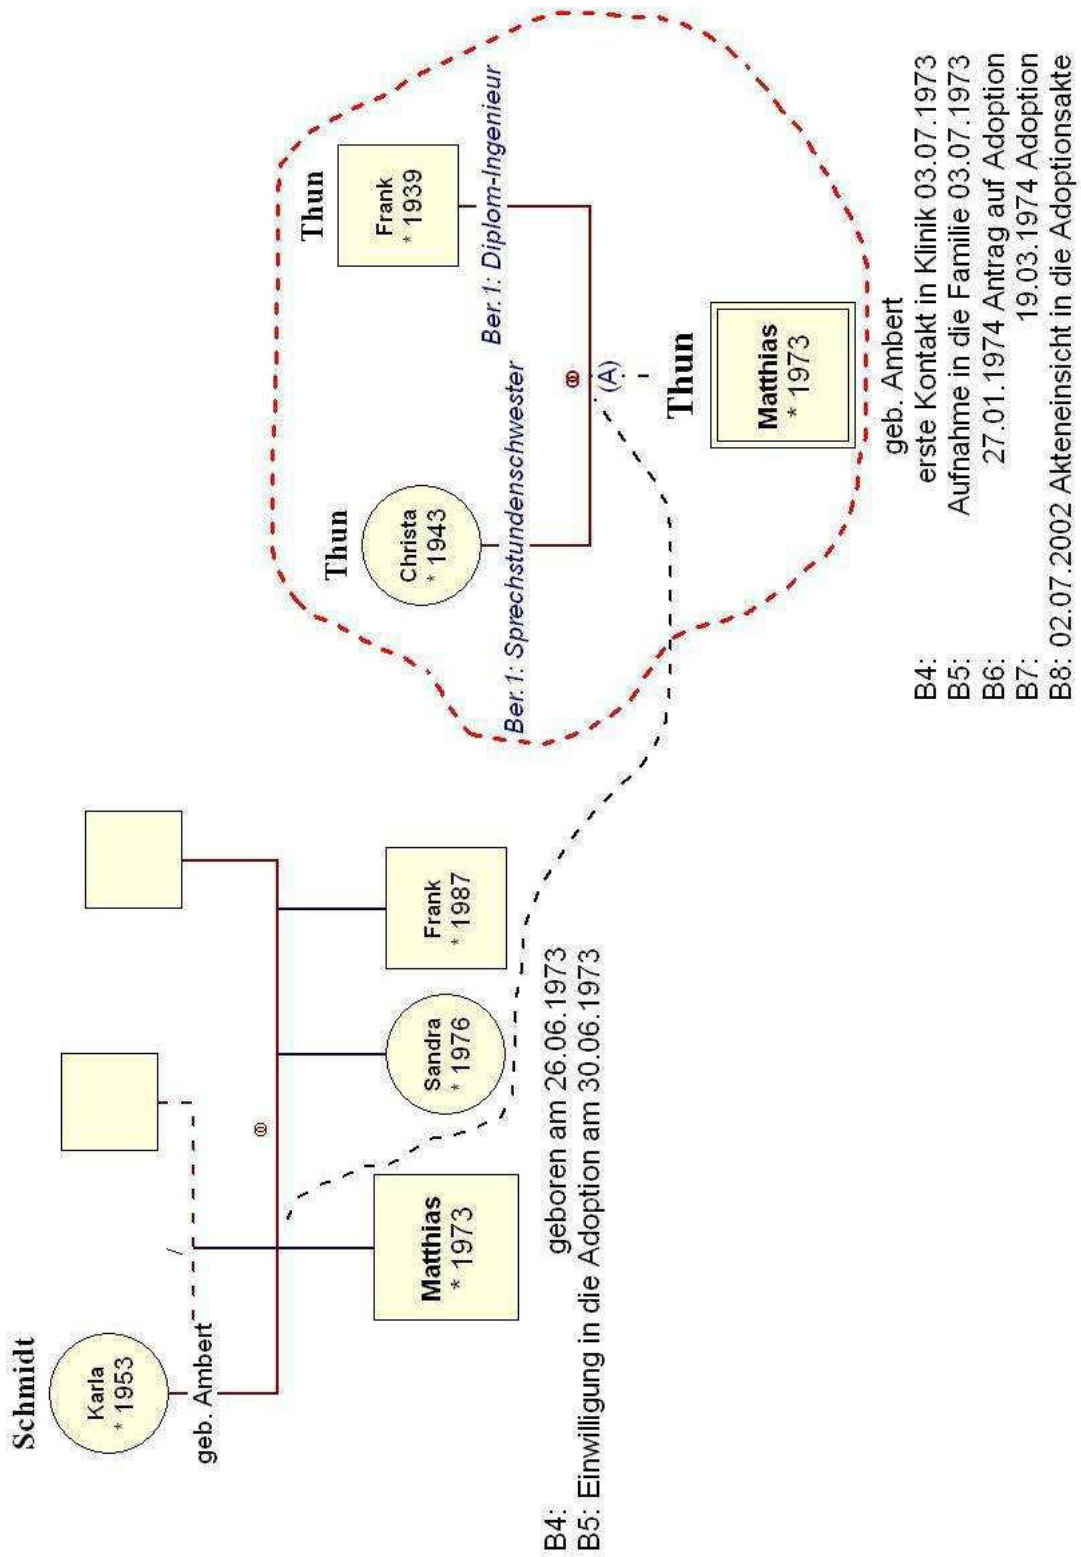 Schmidt
Karla
* 1953
geb. Ambert
/
Matthias
* 1973
Sandra
* 1976
Frank
* 1987
B4: geboren am 26.06.1973
B5: Einwilligung in die Adoption am 30.06.1973
Thun
Christa
* 1943
Ber.1: Sprechstundenschwester
Thun
Frank
* 1939
Ber.1: Diplom-Ingenieur
(A)
Thun
Matthias
* 1973
geb. Ambert
B4: erste Kontakt in Klinik 03.07.1973
B5: Aufnahme in die Familie 03.07.1973
B6: 27.01.1974 Antrag auf Adoption
B7: 19.03.1974 Adoption
B8: 02.07.2002 Akteneinsicht in die Adoptionsakte